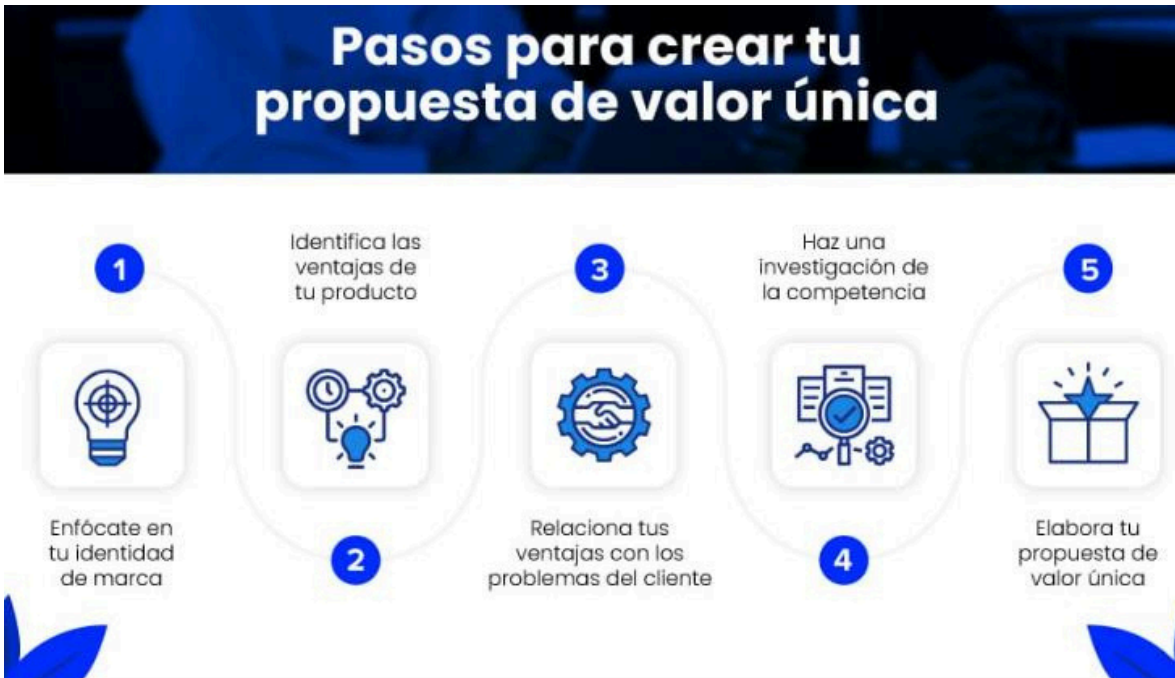 Pasos para crear tu
propuesta de valor única
1
Enfócate en
tu identidad
de marca
Identifica las
ventajas de
tu producto
2
3
Relaciona tus
ventajas con los
problemas del cliente
Haz una
investigación de
la competencia
4
5
Elabora tu
propuesta de
valor única